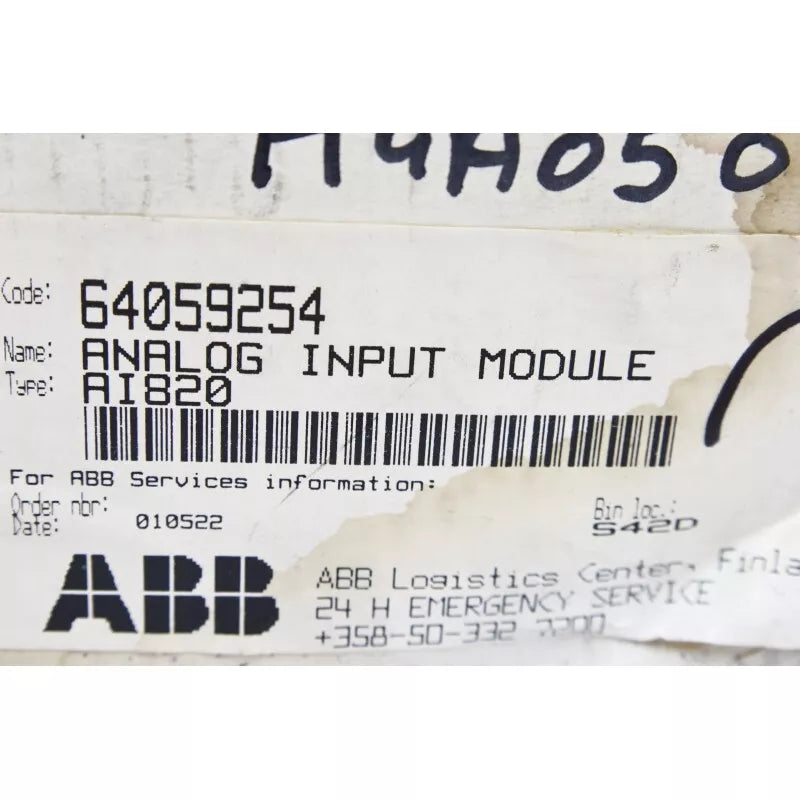 Code: 64059254
Name: ANALOG INPUT MODULE
Type: AI820
For ABB Services information:
Order nbr:
Date: 010522
Bin loc.:
S42D
ABB
ABB Logistics Center,
24 H EMERGENCY SERVICE
+358-50-332